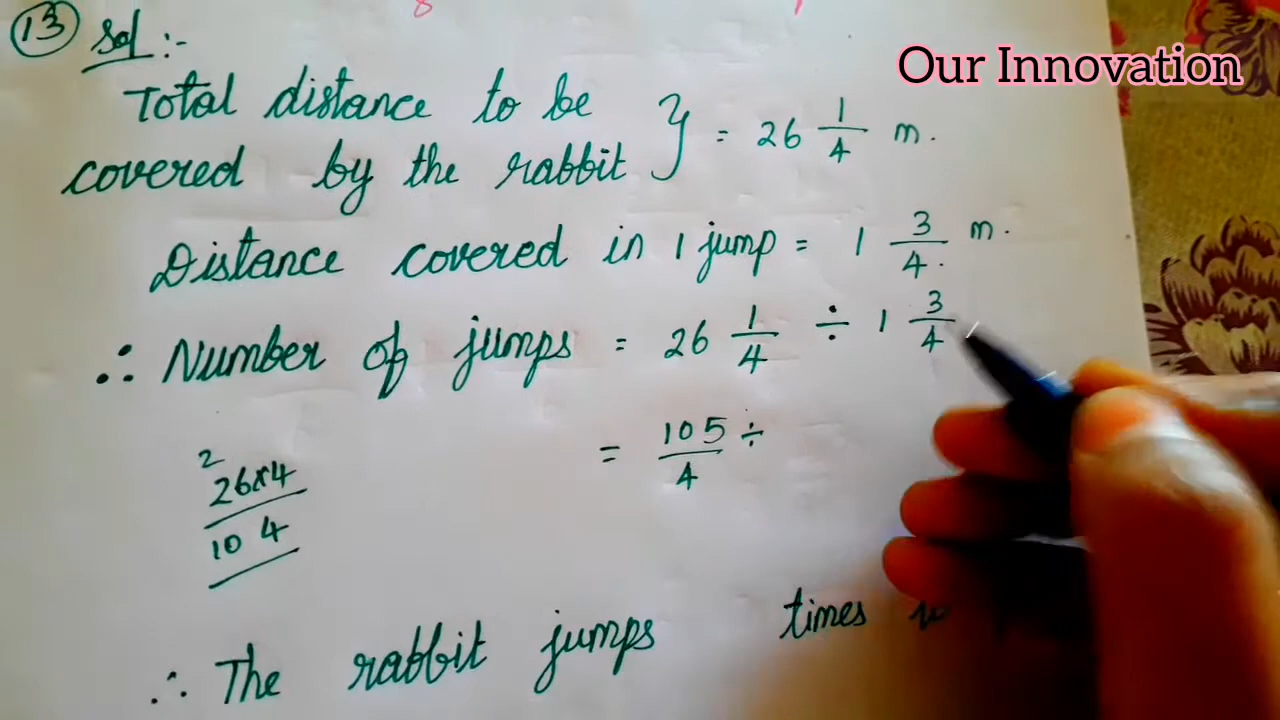 8
Our Innovation
13 Sol :-
Total distance to be
covered by the rabbit } = 26 1/4 m.
Distance covered in 1 jump = 1 3/4 m.
∴ Number of jumps = 26 1/4 ÷ 1 3/4
= 105/4 ÷
2
26×4
104
∴ The rabbit jumps times